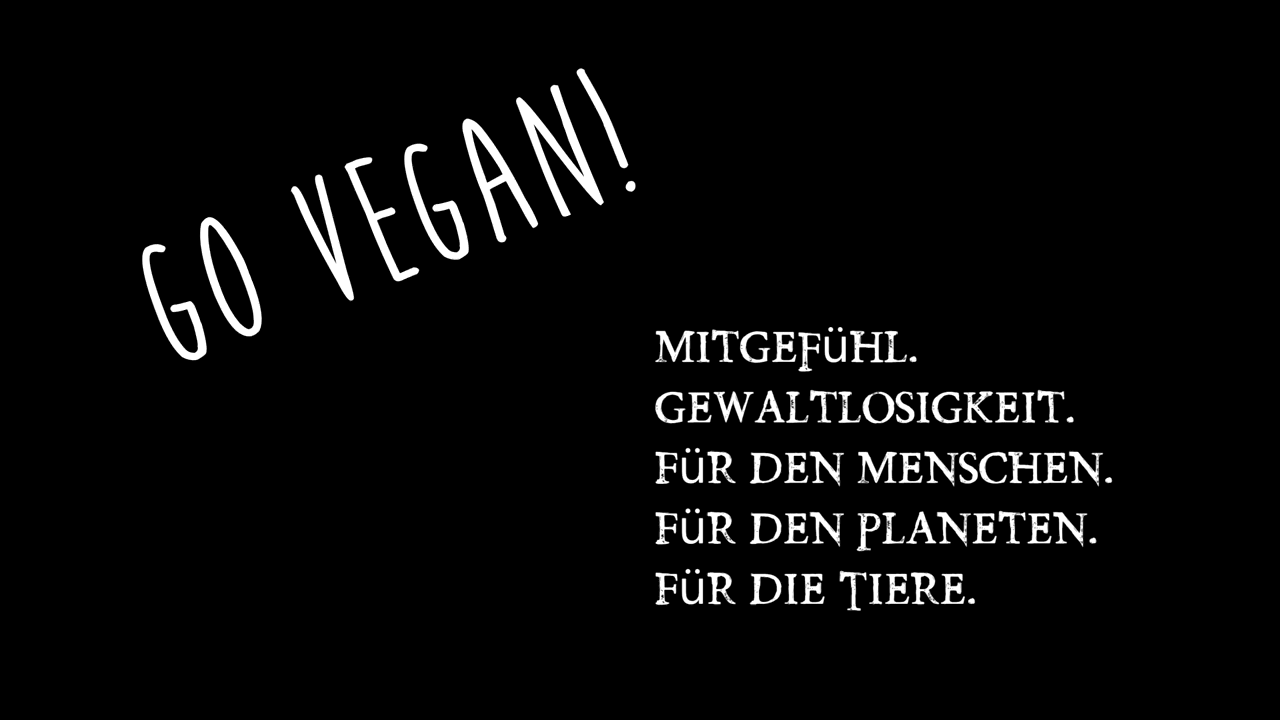 GO VEGAN!
MITGEFÜHL.
GEWALTLOSIGKEIT.
FÜR DEN MENSCHEN.
FÜR DEN PLANETEN.
FÜR DIE TIERE.